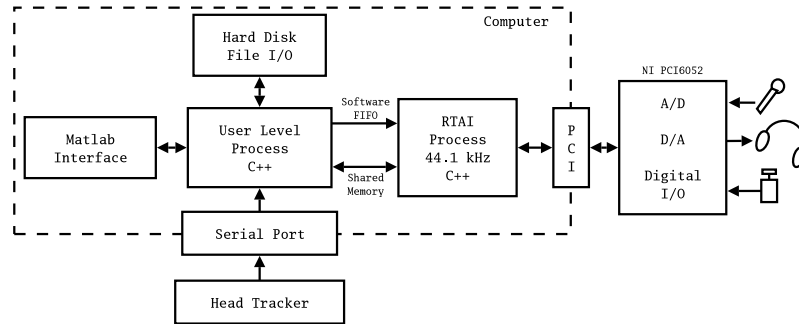 Computer
Hard Disk
File I/O
NI PCI6052
Matlab
Interface
User Level
Process
C++
Software
FIFO
Shared
Memory
RTAI
Process
44.1 kHz
C++
P
C
I
A/D
D/A
Digital
I/O
Serial Port
Head Tracker